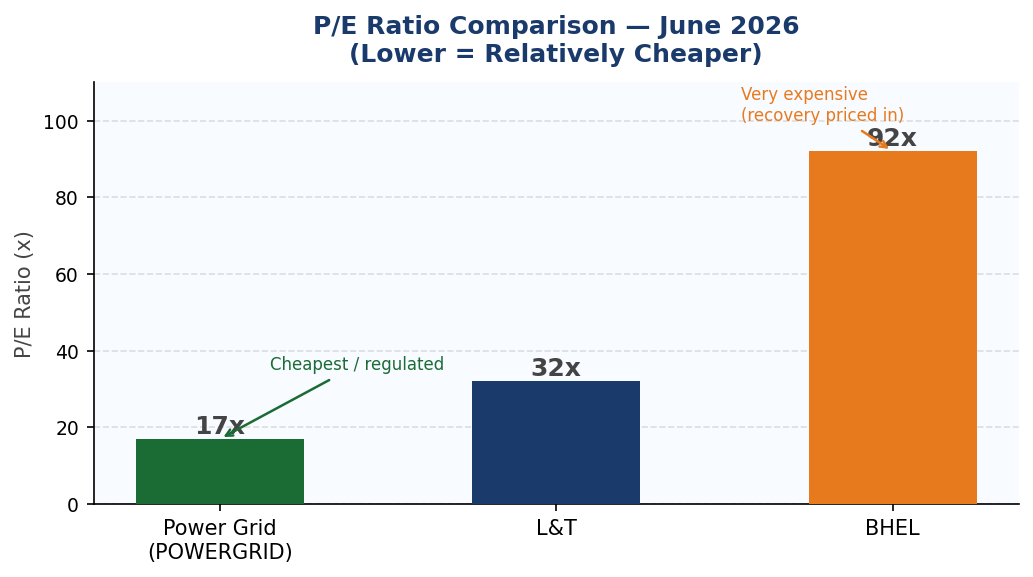 P/E Ratio Comparison — June 2026
(Lower = Relatively Cheaper)
P/E Ratio (x)
100
80
60
40
20
0
Very expensive
(recovery priced in)
92x
Cheapest / regulated
32x
17x
Power Grid
(POWERGRID)
L&T
BHEL